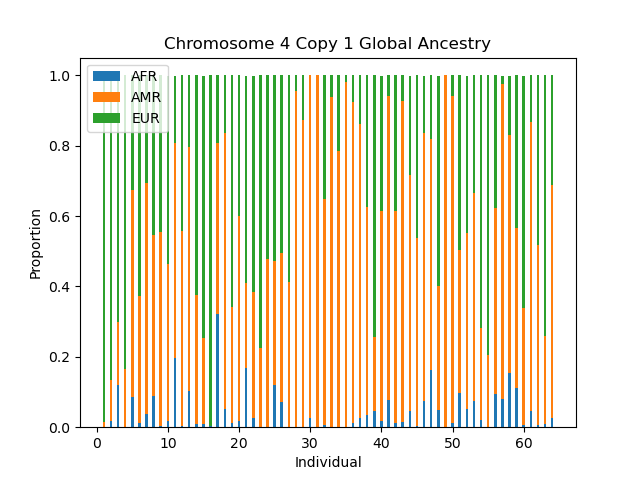 Chromosome 4 Copy 1 Global Ancestry
AFR
AMR
EUR
1.0
0.8
0.6
0.4
0.2
0.0
Proportion
0 10 20 30 40 50 60
Individual